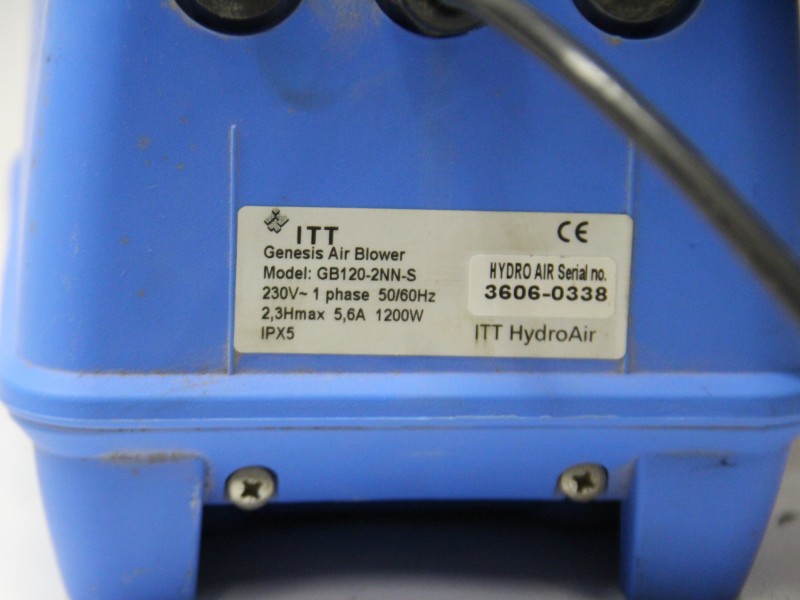 ITT
CE
Genesis Air Blower
Model: GB120-2NN-S
230V~ 1 phase 50/60Hz
2,3Hmax 5,6A 1200W
IPX5
HYDRO AIR Serial no.
3606-0338
ITT HydroAir